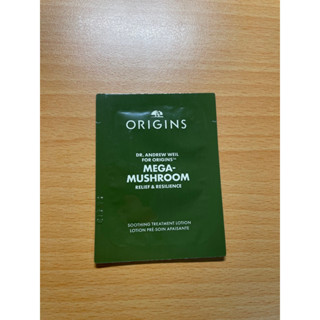 ORIGINS
DR. ANDREW WEIL
FOR ORIGINS™
MEGA-
MUSHROOM
RELIEF & RESILIENCE
SOOTHING TREATMENT LOTION
LOTION PRÉ SOIN APAISANTE